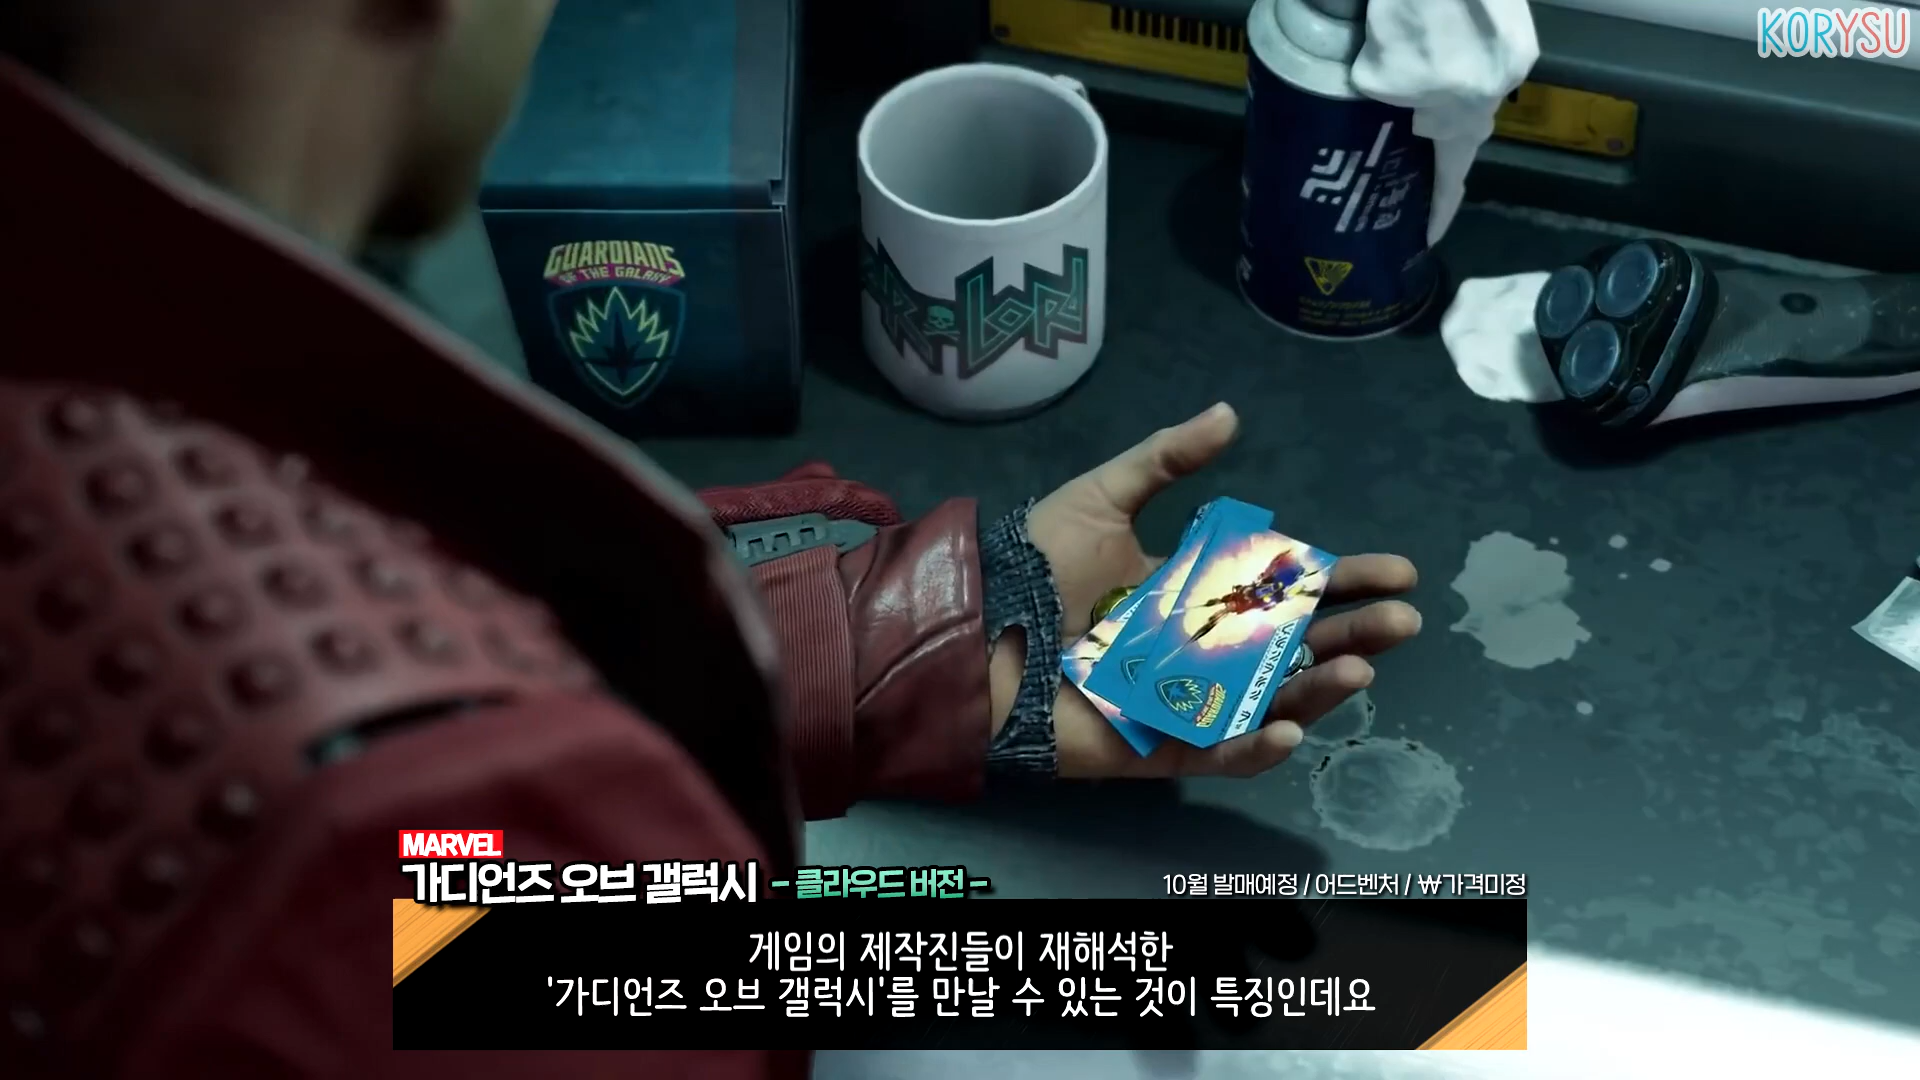 KORYSU
GUARDIANS
OF THE GALAXY
LORD
MARVEL
가디언즈 오브 갤럭시 - 클라우드 버전 -
10월 발매예정 / 어드벤처 / ₩가격미정
게임의 제작진들이 재해석한
'가디언즈 오브 갤럭시'를 만날 수 있는 것이 특징인데요